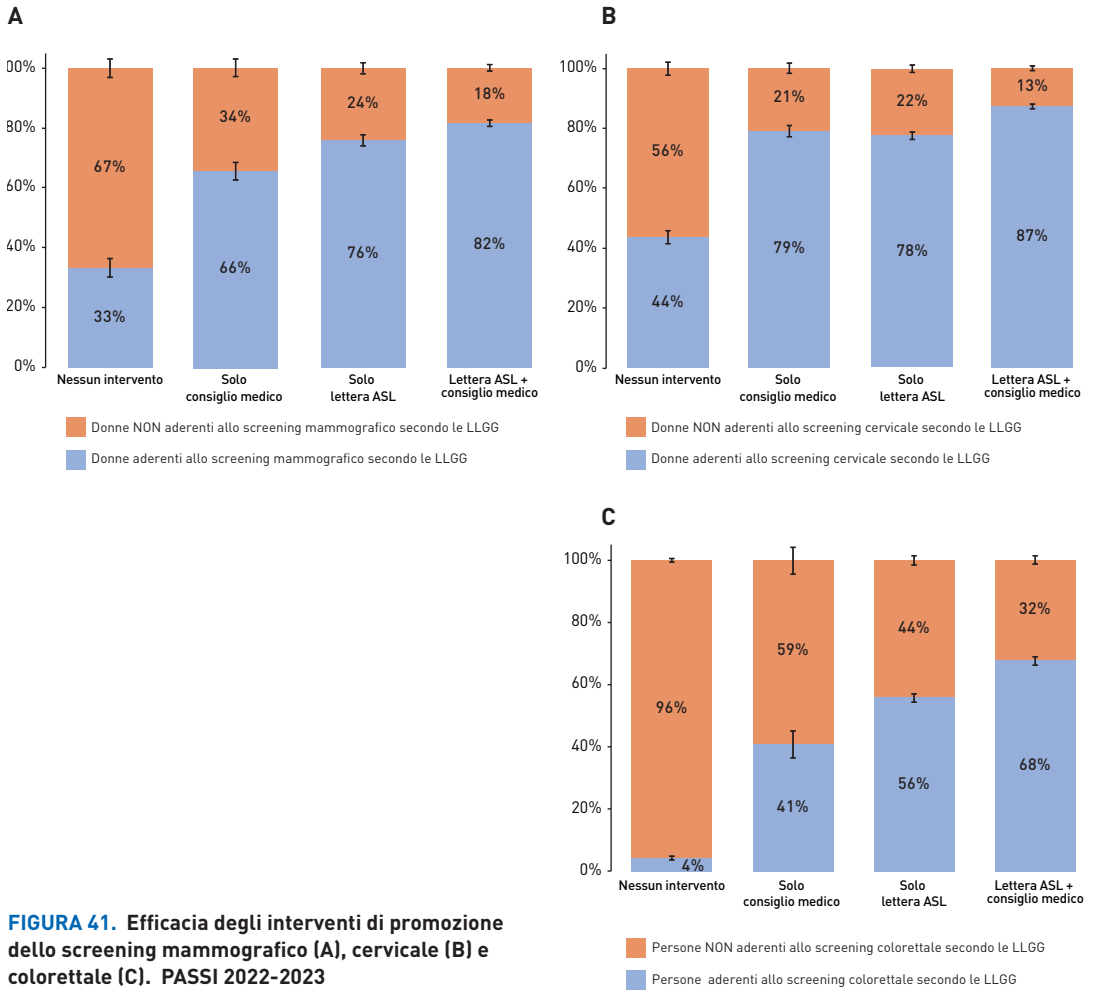 A
00%
80%
60%
40%
20%
0%
67%
33%
34%
66%
24%
76%
18%
82%
Nessun intervento
Solo
consiglio medico
Solo
lettera ASL
Lettera ASL +
consiglio medico
Donne NON aderenti allo screening mammografico secondo le LLGG
Donne aderenti allo screening mammografico secondo le LLGG
B
100%
80%
60%
40%
20%
0%
56%
44%
21%
79%
22%
78%
13%
87%
Nessun intervento
Solo
consiglio medico
Solo
lettera ASL
Lettera ASL +
consiglio medico
Donne NON aderenti allo screening cervicale secondo le LLGG
Donne aderenti allo screening cervicale secondo le LLGG
C
100%
80%
60%
40%
20%
0%
96%
4%
59%
41%
44%
56%
32%
68%
Nessun intervento
Solo
consiglio medico
Solo
lettera ASL
Lettera ASL +
consiglio medico
Persone NON aderenti allo screening colorettale secondo le LLGG
Persone aderenti allo screening colorettale secondo le LLGG
FIGURA 41. Efficacia degli interventi di promozione
dello screening mammografico (A), cervicale (B) e
colorettale (C). PASSI 2022-2023